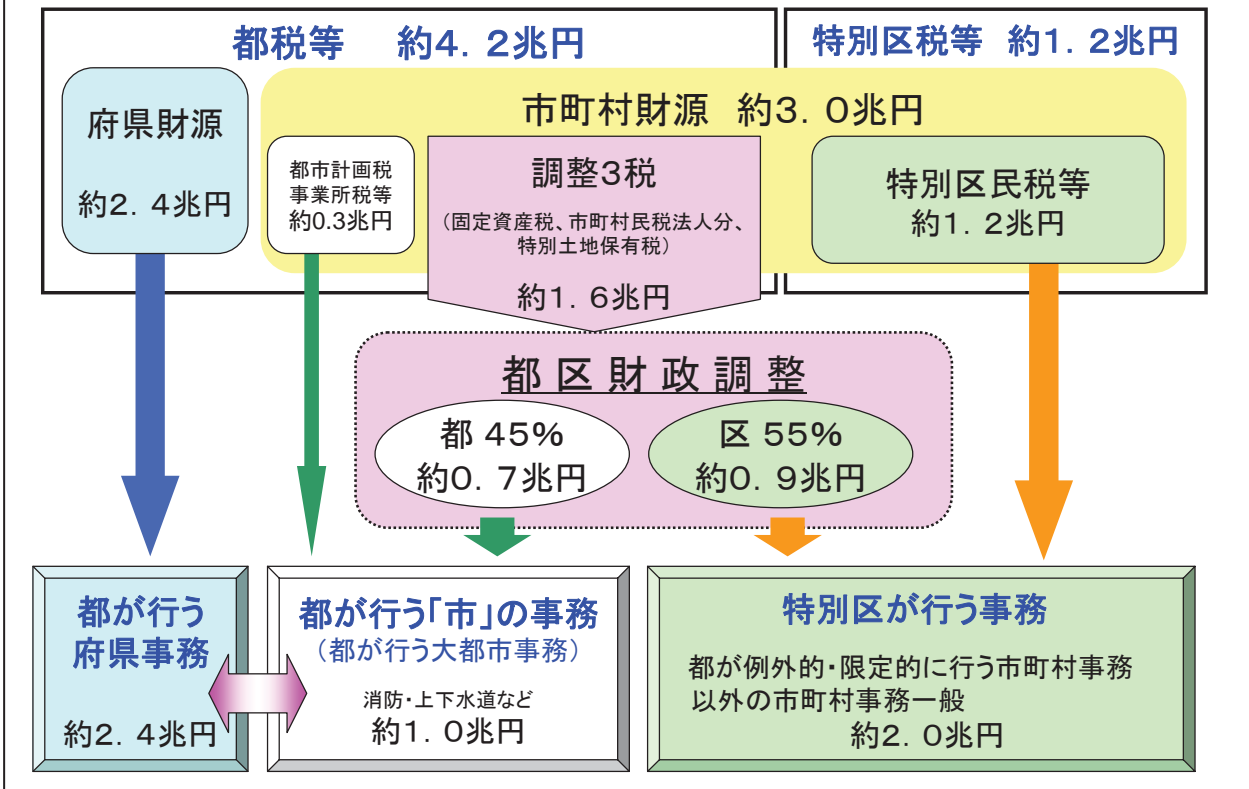 都税等　約4. 2兆円
特別区税等 約1. 2兆円
府県財源
約2. 4兆円
市町村財源 約3. 0兆円
都市計画税
事業所税等
約0.3兆円
調整3税
(固定資産税、市町村民税法人分、
特別土地保有税)
約1. 6兆円
特別区民税等
約1. 2兆円
都区財政調整
都 45%
約0. 7兆円
区 55%
約0. 9兆円
都が行う
府県事務
約2. 4兆円
都が行う「市」の事務
(都が行う大都市事務)
消防・上下水道など
約1. 0兆円
特別区が行う事務
都が例外的・限定的に行う市町村事務
以外の市町村事務一般
約2. 0兆円